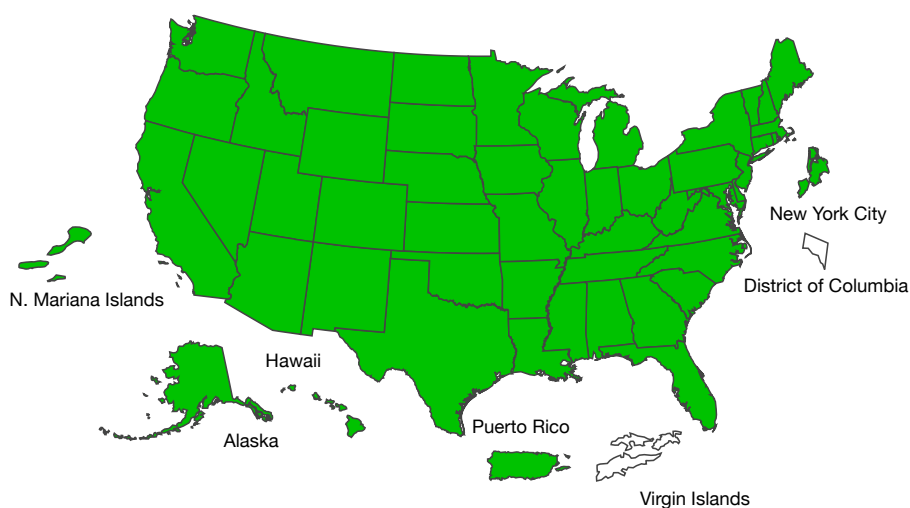 New York City
District of Columbia
N. Mariana Islands
Hawaii
Alaska
Puerto Rico
Virgin Islands